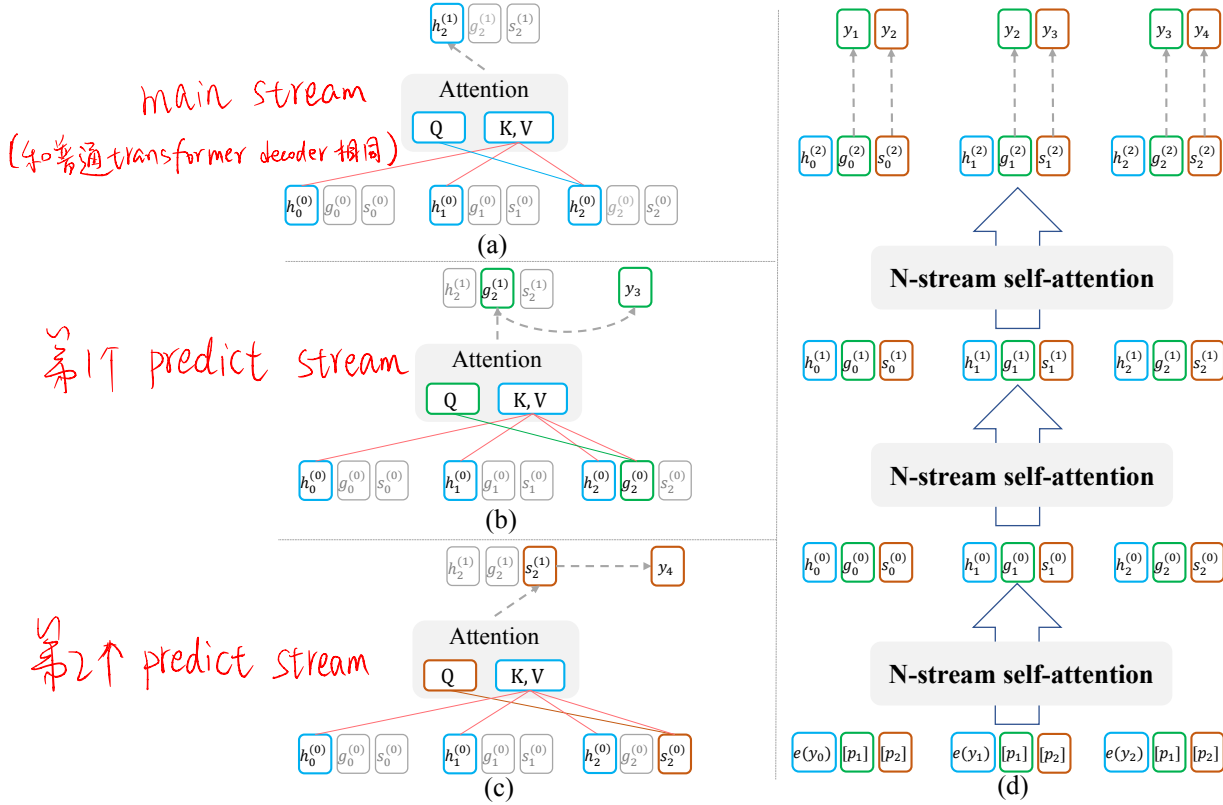 h_2^{(1)} g_2^{(1)} s_2^{(1)}
Attention
Q K, V
main stream
(和普通transformer decoder相同)
h_0^{(0)} g_0^{(0)} s_0^{(0)} h_1^{(0)} g_1^{(0)} s_1^{(0)} h_2^{(0)} g_2^{(0)} s_2^{(0)}
(a)
h_2^{(1)} g_2^{(1)} s_2^{(1)} y_3
第1个 predict stream
Attention
Q K, V
h_0^{(0)} g_0^{(0)} s_0^{(0)} h_1^{(0)} g_1^{(0)} s_1^{(0)} h_2^{(0)} g_2^{(0)} s_2^{(0)}
(b)
h_2^{(1)} g_2^{(1)} s_2^{(1)} y_4
第2个 predict stream
Attention
Q K, V
h_0^{(0)} g_0^{(0)} s_0^{(0)} h_1^{(0)} g_1^{(0)} s_1^{(0)} h_2^{(0)} g_2^{(0)} s_2^{(0)}
(c)
y_1 y_2 y_2 y_3 y_3 y_4
h_0^{(2)} g_0^{(2)} s_0^{(2)} h_1^{(2)} g_1^{(2)} s_1^{(2)} h_2^{(2)} g_2^{(2)} s_2^{(2)}
N-stream self-attention
h_0^{(1)} g_0^{(1)} s_0^{(1)} h_1^{(1)} g_1^{(1)} s_1^{(1)} h_2^{(1)} g_2^{(1)} s_2^{(1)}
N-stream self-attention
h_0^{(0)} g_0^{(0)} s_0^{(0)} h_1^{(0)} g_1^{(0)} s_1^{(0)} h_2^{(0)} g_2^{(0)} s_2^{(0)}
N-stream self-attention
e(y_0) [p_1] [p_2] e(y_1) [p_1] [p_2] e(y_2) [p_1] [p_2]
(d)